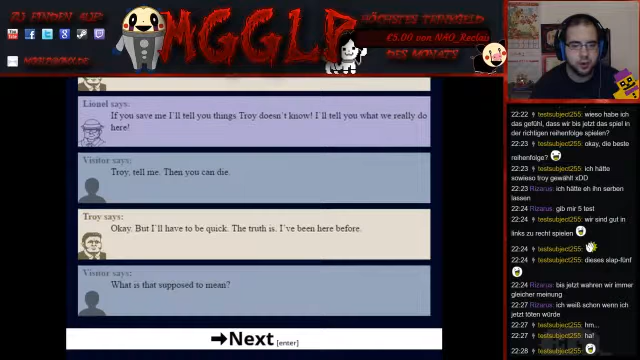 ZU FINDEN AUF
MGGLP
HÖCHSTES TRINKGELD
€5.00 von NAO_Reclau
DES MONATS
MGGLP@GMX.DE
Lionel says:
If you save me I'll tell you things Troy doesn't know! I'll tell you what we really do
here!
Visitor says:
Troy, tell me. Then you can die.
Troy says:
Okay. But I'll have to be quick. The truth is, I've been here before.
Visitor says:
What is that supposed to mean?
➡Next [enter]
22:22 testsubject255: wieso habe ich
das gefühl, dass wir bis jetzt das spiel in
der richtigen reihenfolge spielen?
22:23 testsubject255: okay, die beste
reihenfolge?
22:23 testsubject255: ich hätte
sowieso troy gewählt xDD
22:23 Rizarus: ich hätte eh ihn serben
lassen
22:24 Rizarus: gib mir 5 test
22:24 testsubject255: wir sind gut in
links zu recht spielen
22:24 testsubject255:
22:24 testsubject255: dieses slap-fünf
22:24 Rizarus: bis jetzt wahren wir immer
gleicher meinung
22:27 Rizarus: ich weiß schon wenn ich
jetzt töten würde
22:27 testsubject255: hm...
22:27 testsubject255: ha!
22:28 testsubject255: